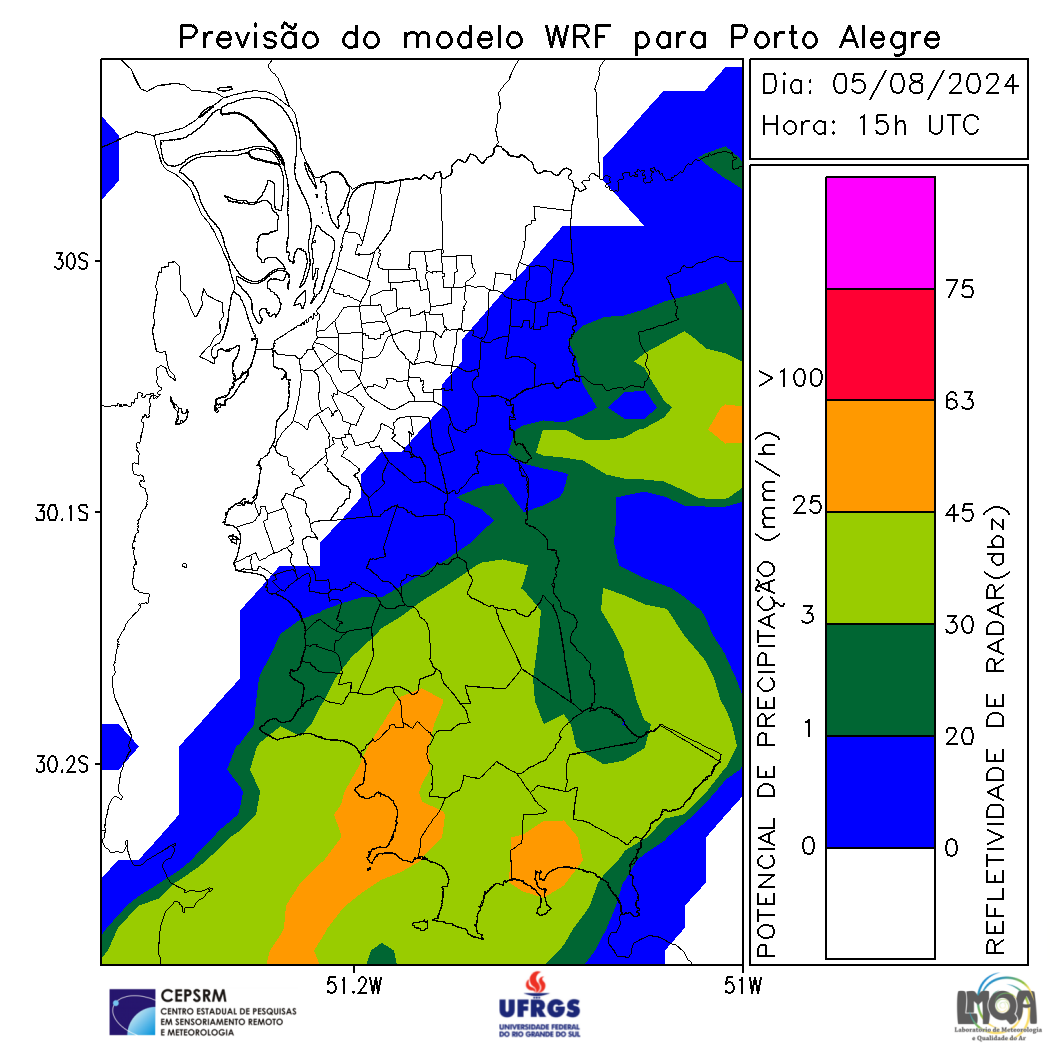 Previsão do modelo WRF para Porto Alegre
Dia: 05/08/2024
Hora: 15h UTC
30S
30.1S
30.2S
51.2W
51W
POTENCIAL DE PRECIPITAÇÃO (mm/h)
>100
25
3
1
0
75
63
45
30
20
0
REFLETIVIDADE DE RADAR(dbz)
CEPSRM
CENTRO ESTADUAL DE PESQUISAS
EM SENSORIAMENTO REMOTO
E METEOROLOGIA
UFRGS
UNIVERSIDADE FEDERAL
DO RIO GRANDE DO SUL
LMQA
Laboratório de Meteorologia
e Qualidade do Ar